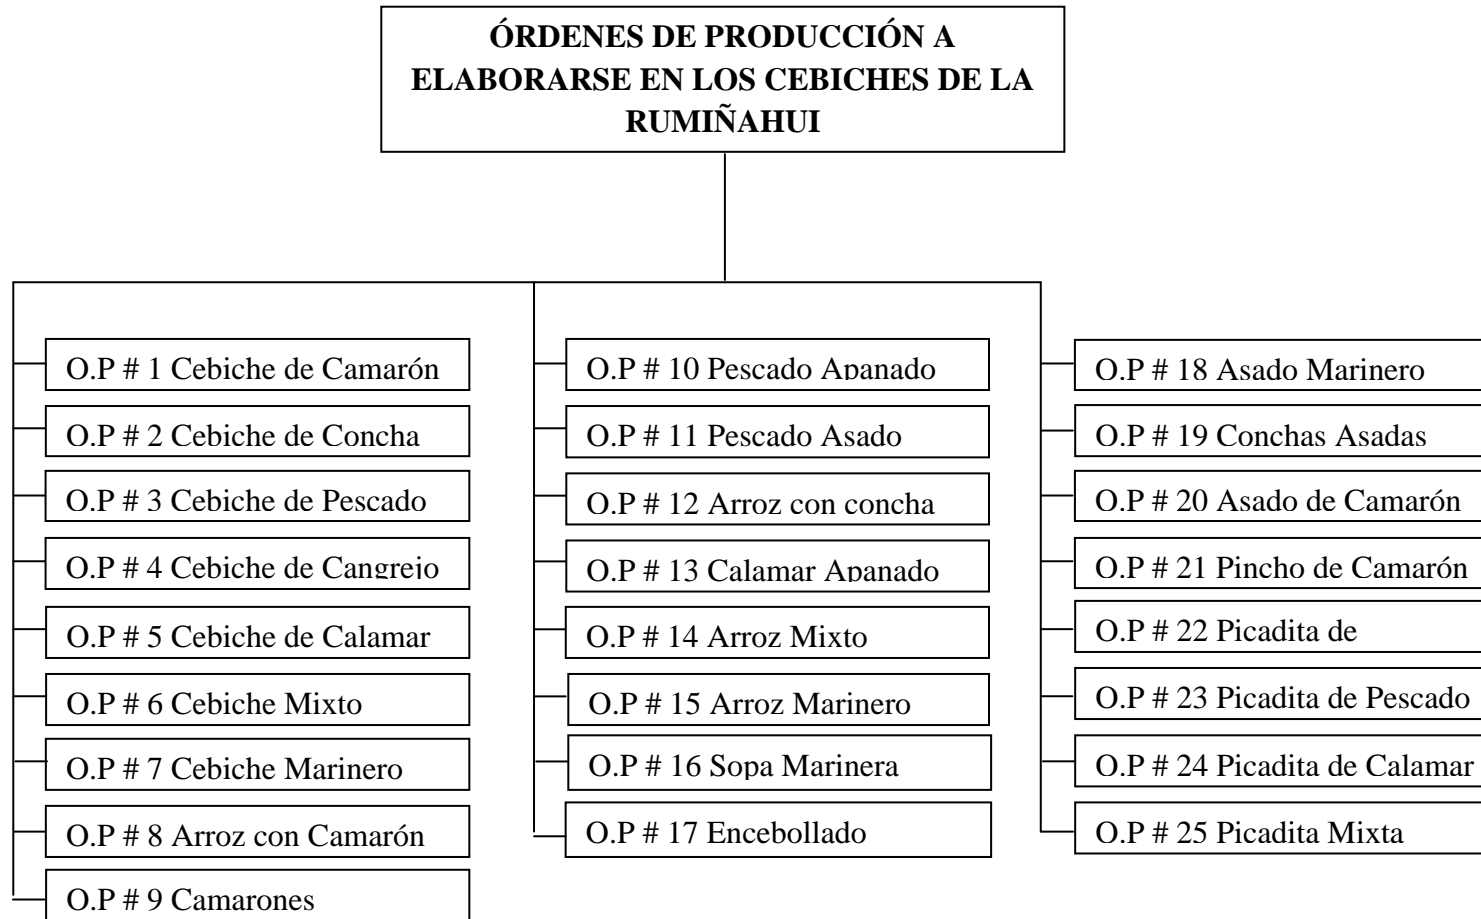 ÓRDENES DE PRODUCCIÓN A
ELABORARSE EN LOS CEBICHES DE LA
RUMIÑAHUI
O.P # 1 Cebiche de Camarón
O.P # 2 Cebiche de Concha
O.P # 3 Cebiche de Pescado
O.P # 4 Cebiche de Cangrejo
O.P # 5 Cebiche de Calamar
O.P # 6 Cebiche Mixto
O.P # 7 Cebiche Marinero
O.P # 8 Arroz con Camarón
O.P # 9 Camarones
O.P # 10 Pescado Apanado
O.P # 11 Pescado Asado
O.P # 12 Arroz con concha
O.P # 13 Calamar Apanado
O.P # 14 Arroz Mixto
O.P # 15 Arroz Marinero
O.P # 16 Sopa Marinera
O.P # 17 Encebollado
O.P # 18 Asado Marinero
O.P # 19 Conchas Asadas
O.P # 20 Asado de Camarón
O.P # 21 Pincho de Camarón
O.P # 22 Picadita de
O.P # 23 Picadita de Pescado
O.P # 24 Picadita de Calamar
O.P # 25 Picadita Mixta